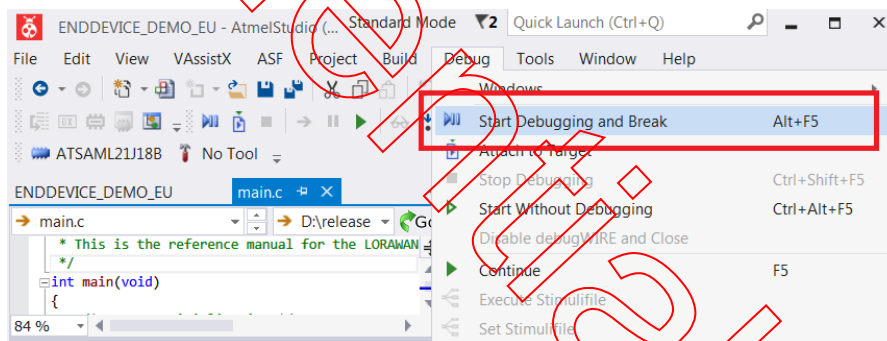 ENDDEVICE_DEMO_EU - AtmelStudio (... Standard Mode 2 Quick Launch (Ctrl+Q)
File Edit View VAssistX ASF Project Build Debug Tools Window Help
Windows
Start Debugging and Break Alt+F5
ATSAML21J18B No Tool
Attach to Target
Stop Debugging Ctrl+Shift+F5
ENDDEVICE_DEMO_EU main.c
Start Without Debugging Ctrl+Alt+F5
main.c D:\release Go
Disable debugWIRE and Close
* This is the reference manual for the LORAWAN
*/
Continue F5
int main(void)
{
Execute Stimulifile
84 %
Set Stimulifile